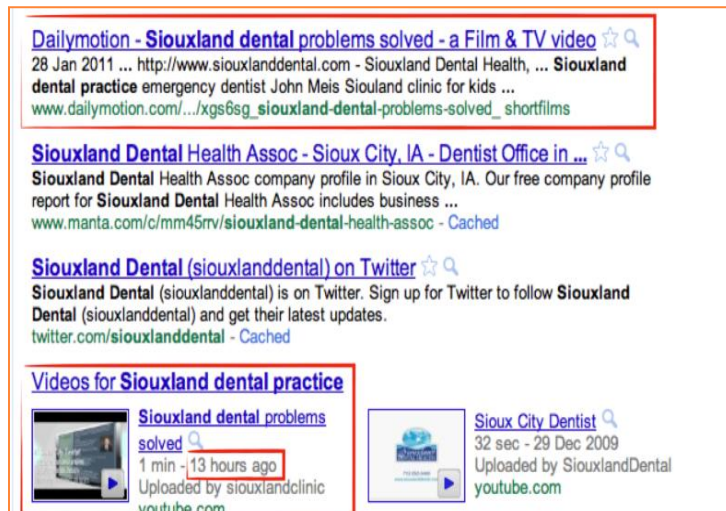 Dailymotion - Siouxland dental problems solved - a Film & TV video
28 Jan 2011 ... http://www.siouxlanddental.com - Siouxland Dental Health, ... Siouxland
dental practice emergency dentist John Meis Siouland clinic for kids ...
www.dailymotion.com/.../xgs6sg_siouxland-dental-problems-solved_ shortfilms
Siouxland Dental Health Assoc - Sioux City, IA - Dentist Office in ...
Siouxland Dental Health Assoc company profile in Sioux City, IA. Our free company profile
report for Siouxland Dental Health Assoc includes business ...
www.manta.com/c/mm45rrv/siouxland-dental-health-assoc - Cached
Siouxland Dental (siouxlanddental) on Twitter
Siouxland Dental (siouxlanddental) is on Twitter. Sign up for Twitter to follow Siouxland
Dental (siouxlanddental) and get their latest updates.
twitter.com/siouxlanddental - Cached
Videos for Siouxland dental practice
Siouxland dental problems
solved
1 min - 13 hours ago
Uploaded by siouxlandclinic
youtube.com
Sioux City Dentist
32 sec - 29 Dec 2009
Uploaded by SiouxlandDental
youtube.com